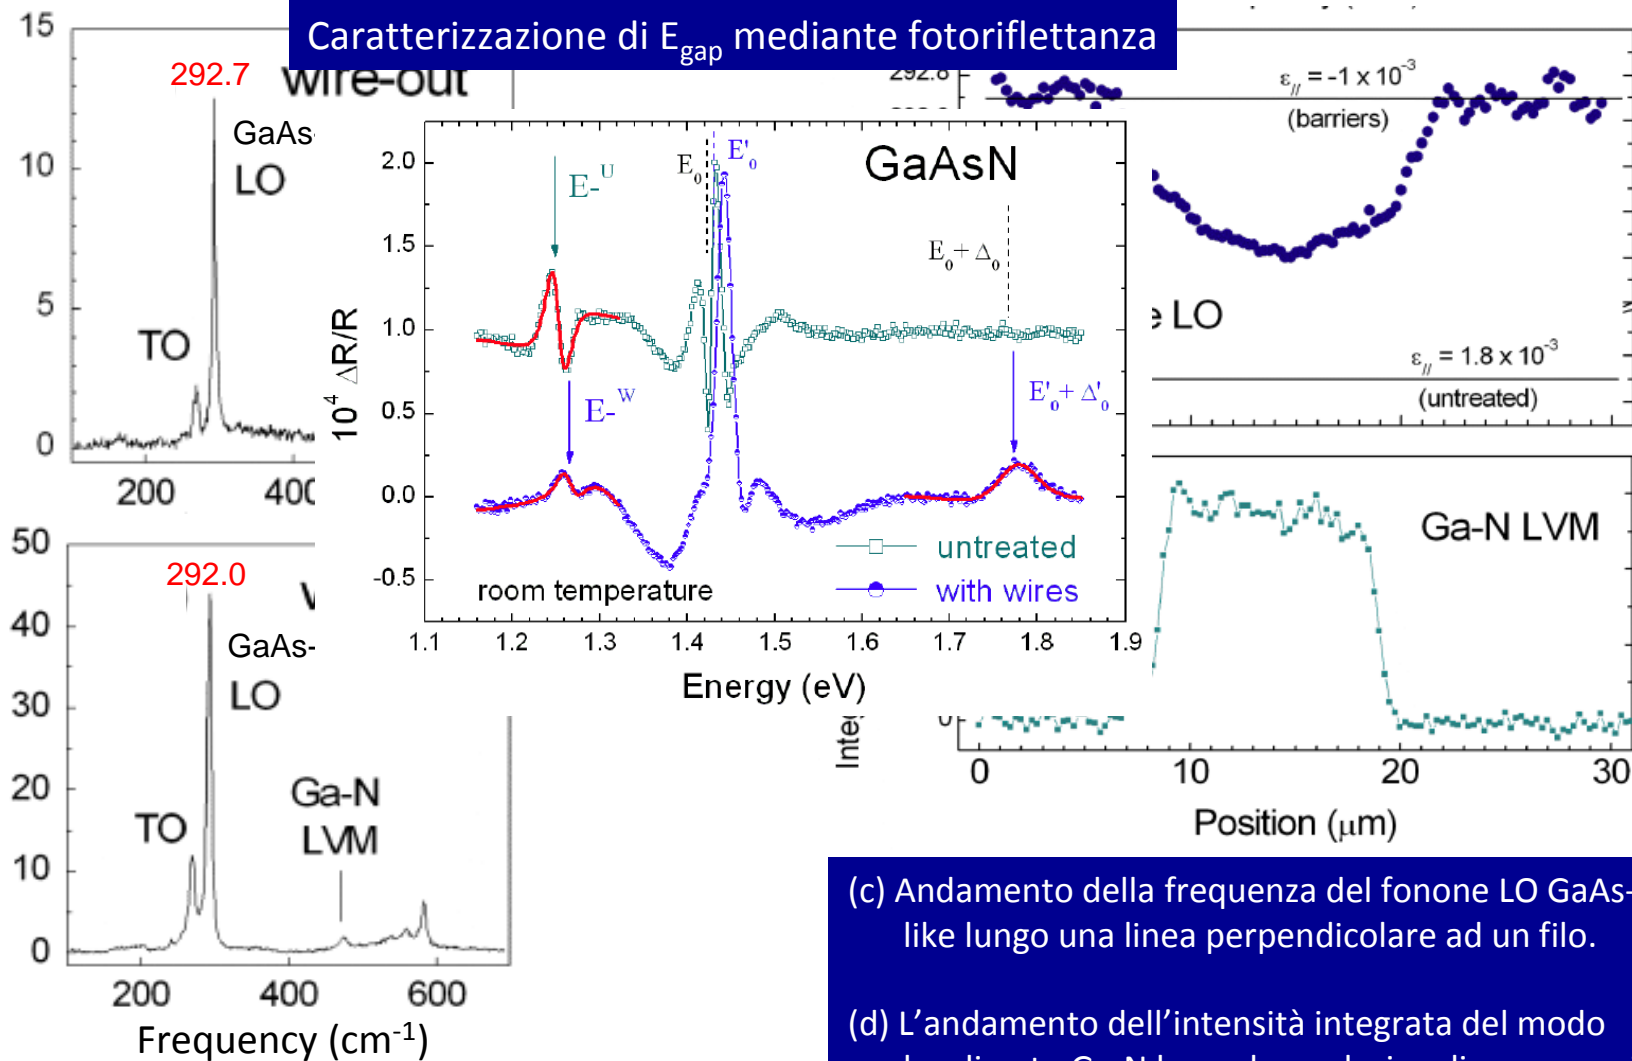 Caratterizzazione di E_gap mediante fotoriflettanza
15
10
5
0
292.7
wire-out
GaAs-
LO
TO
200
400
50
40
30
20
10
0
292.0
GaAs-
LO
TO
Ga-N
LVM
200
400
600
Frequency (cm⁻¹)
GaAsN
E₀
E'₀
E-ᵁ
E₀ + Δ₀
E-ᵂ
E'₀ + Δ'₀
2.0
1.5
1.0
0.5
0.0
-0.5
10⁴ ΔR/R
untreated
with wires
room temperature
1.1
1.2
1.3
1.4
1.5
1.6
1.7
1.8
1.9
Energy (eV)
292.8
ε// = -1 x 10⁻³
(barriers)
LO
ε// = 1.8 x 10⁻³
(untreated)
Ga-N LVM
0
0
10
20
30
Position (μm)
(c) Andamento della frequenza del fonone LO GaAs-
like lungo una linea perpendicolare ad un filo.
(d) L'andamento dell'intensità integrata del modo